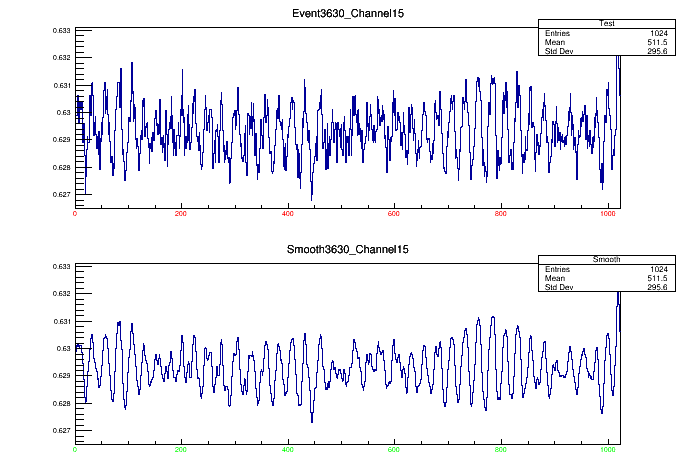 Event3630_Channel15
Test
Entries 1024
Mean 511.5
Std Dev 295.6
0.633
0.632
0.631
0.63
0.629
0.628
0.627
0 200 400 600 800 1000
Smooth3630_Channel15
Smooth
Entries 1024
Mean 511.5
Std Dev 295.6
0.633
0.632
0.631
0.63
0.629
0.628
0.627
0 200 400 600 800 1000